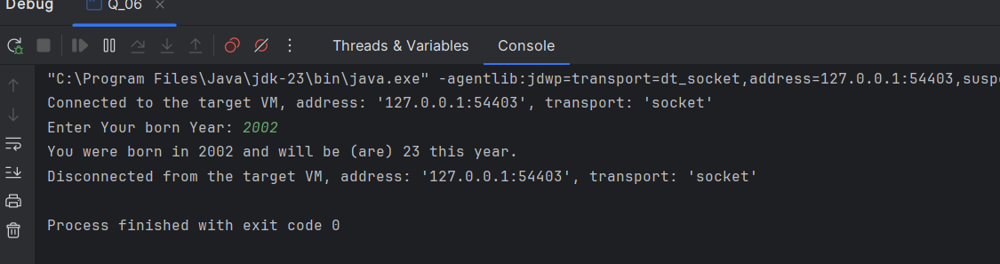 Debug
Q_06
Threads & Variables
Console
"C:\Program Files\Java\jdk-23\bin\java.exe" -agentlib:jdwp=transport=dt_socket,address=127.0.0.1:54403,susp
Connected to the target VM, address: '127.0.0.1:54403', transport: 'socket'
Enter Your born Year: 2002
You were born in 2002 and will be (are) 23 this year.
Disconnected from the target VM, address: '127.0.0.1:54403', transport: 'socket'
Process finished with exit code 0